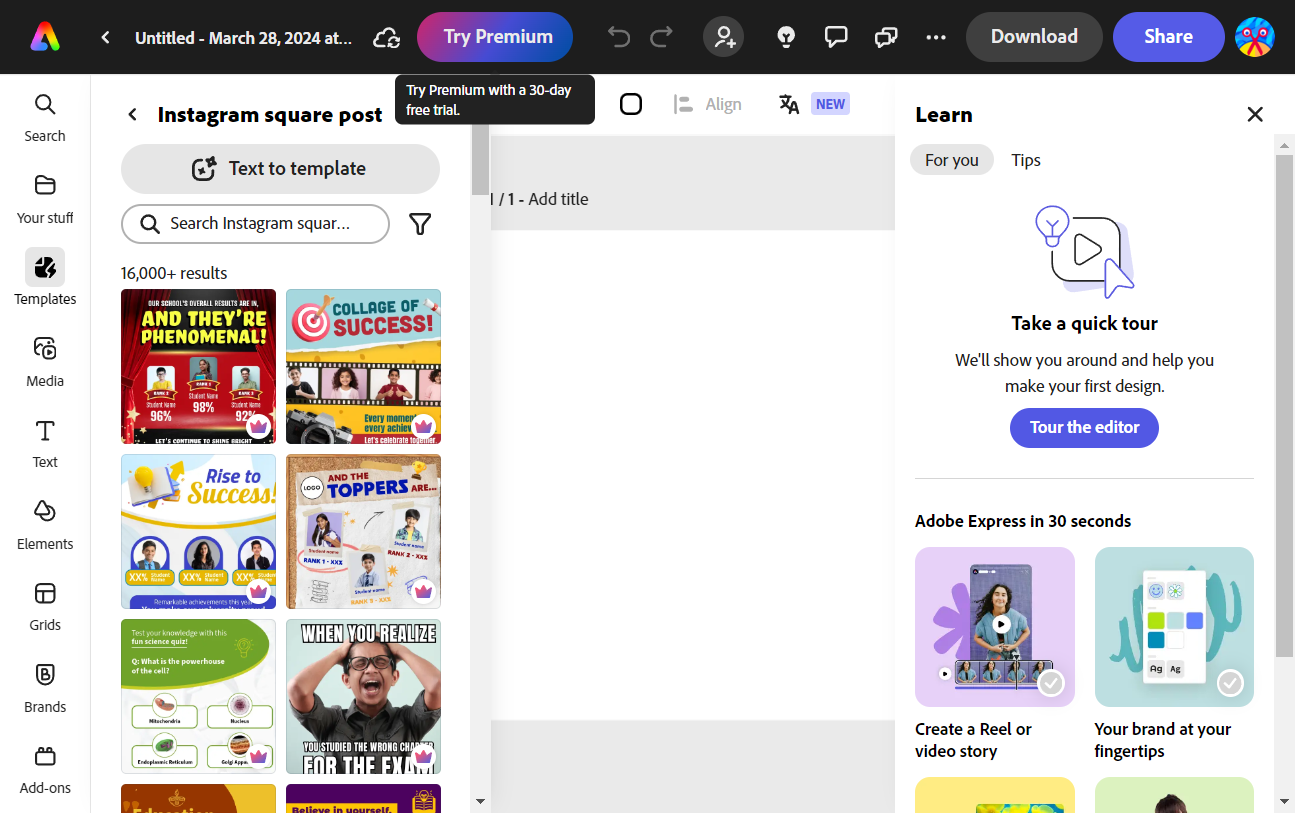 Untitled - March 28, 2024 at...
Try Premium
Download
Share
Try Premium with a 30-day
free trial.
Search
Your stuff
Templates
Media
Text
Elements
Grids
Brands
Add-ons
Instagram square post
Text to template
Search Instagram squar...
16,000+ results
OUR SCHOOL'S OVERALL RESULTS ARE IN,
AND THEY'RE
PHENOMENAL!
RANK 2
Student Name
96%
RANK 1
Student Name
98%
RANK 3
Student Name
92%
LET'S CONTINUE TO SHINE BRIGHT
COLLAGE OF
SUCCESS!
Every moment
every achiev
Let's celebrate together.
Rise to
Success!
XX% Student Name
XX% Student Name
XX% Student Name
Remarkable achievements this year
LOGO
AND THE
TOPPERS ARE...
Student name
RANK 1 - XXX
Student name
RANK 2 - XXX
Student name
RANK 3 - XXX
Test your knowledge with this
fun science quiz!
Q: What is the powerhouse
of the cell?
Mitochondria
Nucleus
Endoplasmic Reticulum
Golgi Appa
WHEN YOU REALIZE
YOU STUDIED THE WRONG CHAPTER
FOR THE EXAM
Education
Believe in yourself.
Align
NEW
1 / 1 - Add title
Learn
For you
Tips
Take a quick tour
We'll show you around and help you
make your first design.
Tour the editor
Adobe Express in 30 seconds
Ag
Ag
Create a Reel or
video story
Your brand at your
fingertips